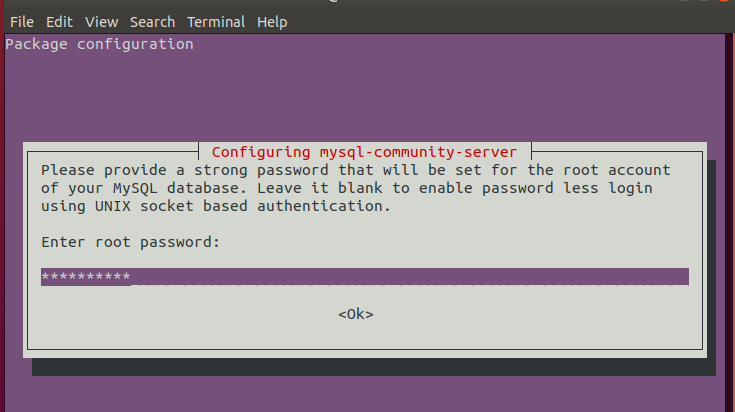 File Edit View Search Terminal Help
Package configuration
Configuring mysql-community-server
Please provide a strong password that will be set for the root account
of your MySQL database. Leave it blank to enable password less login
using UNIX socket based authentication.
Enter root password:
**********
<Ok>